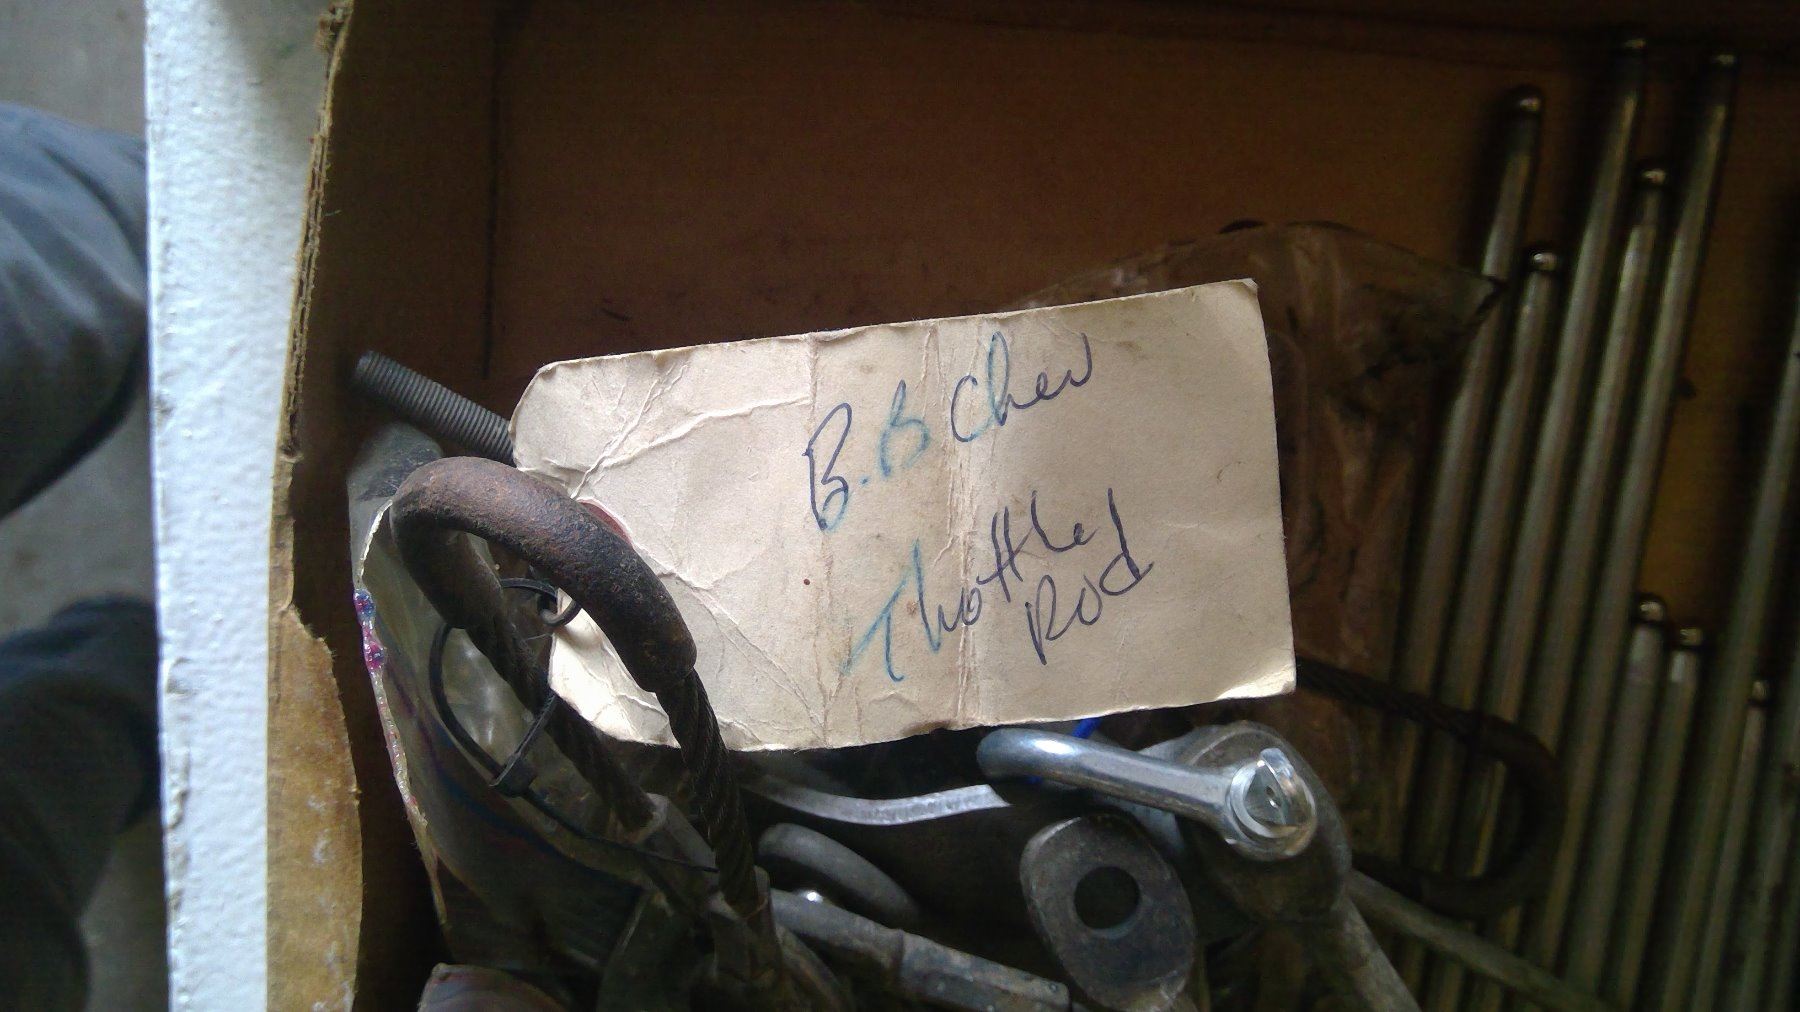 B.B Chev
Throttle
Rod